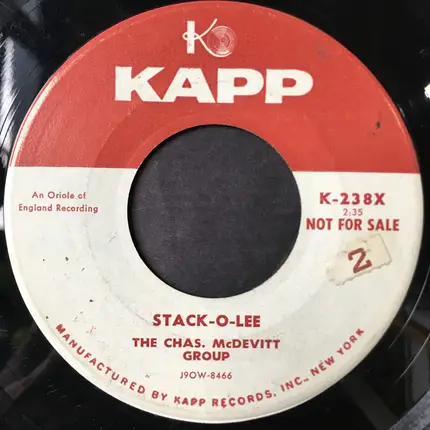 K
KAPP
An Oriole of
England Recording
K-238X
2:35
NOT FOR SALE
2
STACK-O-LEE
THE CHAS. McDEVITT
GROUP
J9OW-8466
MANUFACTURED BY KAPP RECORDS, INC., NEW YORK